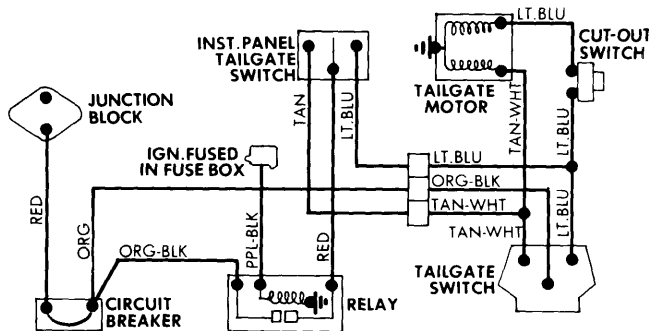 LT.BLU
CUT-OUT
SWITCH
INST.PANEL
TAILGATE
SWITCH
TAILGATE
MOTOR
JUNCTION
BLOCK
TAN
LT.BLU
TAN-WHT
LT.BLU
IGN.FUSED
IN FUSE BOX
LT.BLU
ORG-BLK
TAN-WHT
TAN-WHT
RED
ORG
ORG-BLK
PPL-BLK
RED
LT.BLU
TAILGATE
SWITCH
CIRCUIT
BREAKER
RELAY